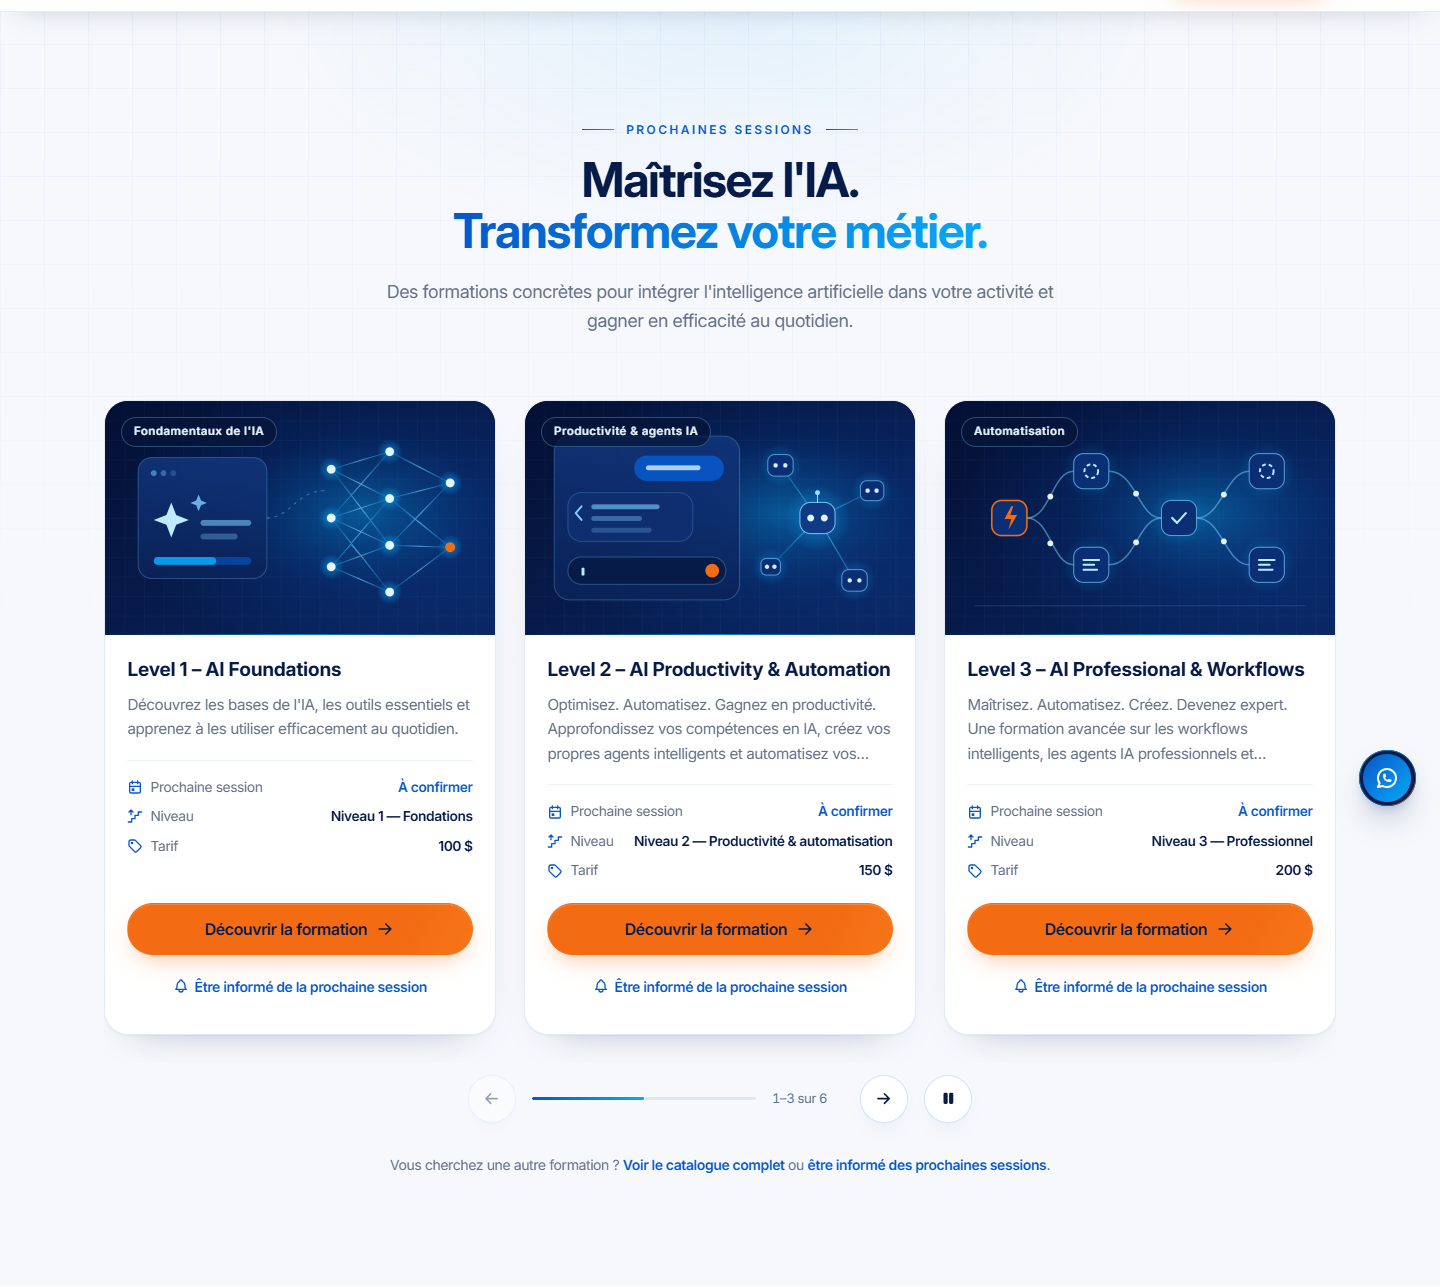 PROCHAINES SESSIONS
Maîtrisez l'IA.
Transformez votre métier.
Des formations concrètes pour intégrer l'intelligence artificielle dans votre activité et
gagner en efficacité au quotidien.
Fondamentaux de l'IA
Level 1 – AI Foundations
Découvrez les bases de l'IA, les outils essentiels et
apprenez à les utiliser efficacement au quotidien.
Prochaine session À confirmer
Niveau Niveau 1 — Fondations
Tarif 100 $
Découvrir la formation
Être informé de la prochaine session
Productivité & agents IA
Level 2 – AI Productivity & Automation
Optimisez. Automatisez. Gagnez en productivité.
Approfondissez vos compétences en IA, créez vos
propres agents intelligents et automatisez vos...
Prochaine session À confirmer
Niveau Niveau 2 — Productivité & automatisation
Tarif 150 $
Découvrir la formation
Être informé de la prochaine session
Automatisation
Level 3 – AI Professional & Workflows
Maîtrisez. Automatisez. Créez. Devenez expert.
Une formation avancée sur les workflows
intelligents, les agents IA professionnels et...
Prochaine session À confirmer
Niveau Niveau 3 — Professionnel
Tarif 200 $
Découvrir la formation
Être informé de la prochaine session
1–3 sur 6
Vous cherchez une autre formation ? Voir le catalogue complet ou être informé des prochaines sessions.